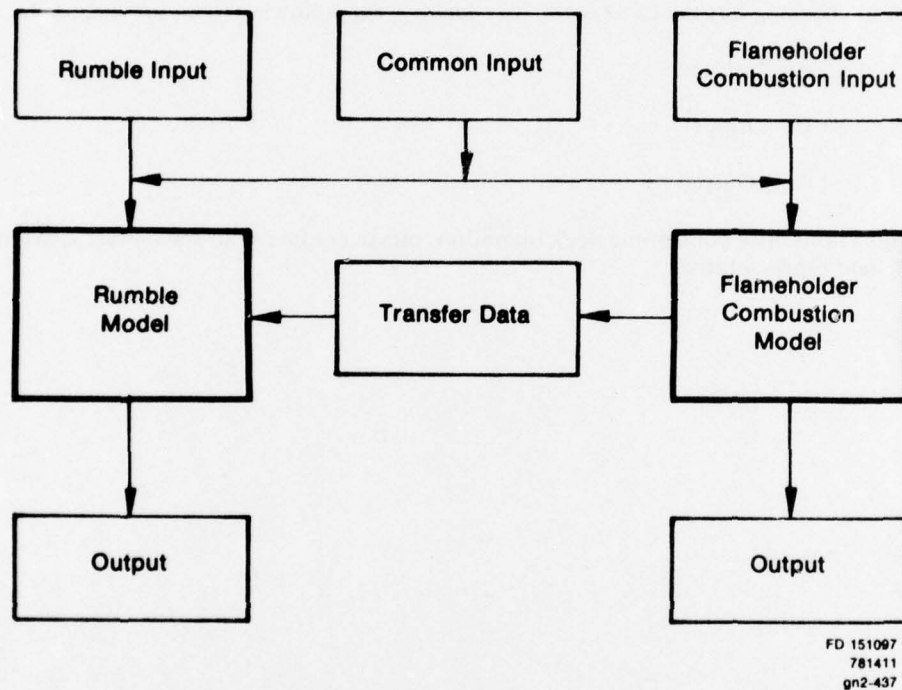 Rumble Input
Common Input
Flameholder
Combustion Input
Rumble
Model
Transfer Data
Flameholder
Combustion
Model
Output
Output
FD 151097
781411
gn2-437